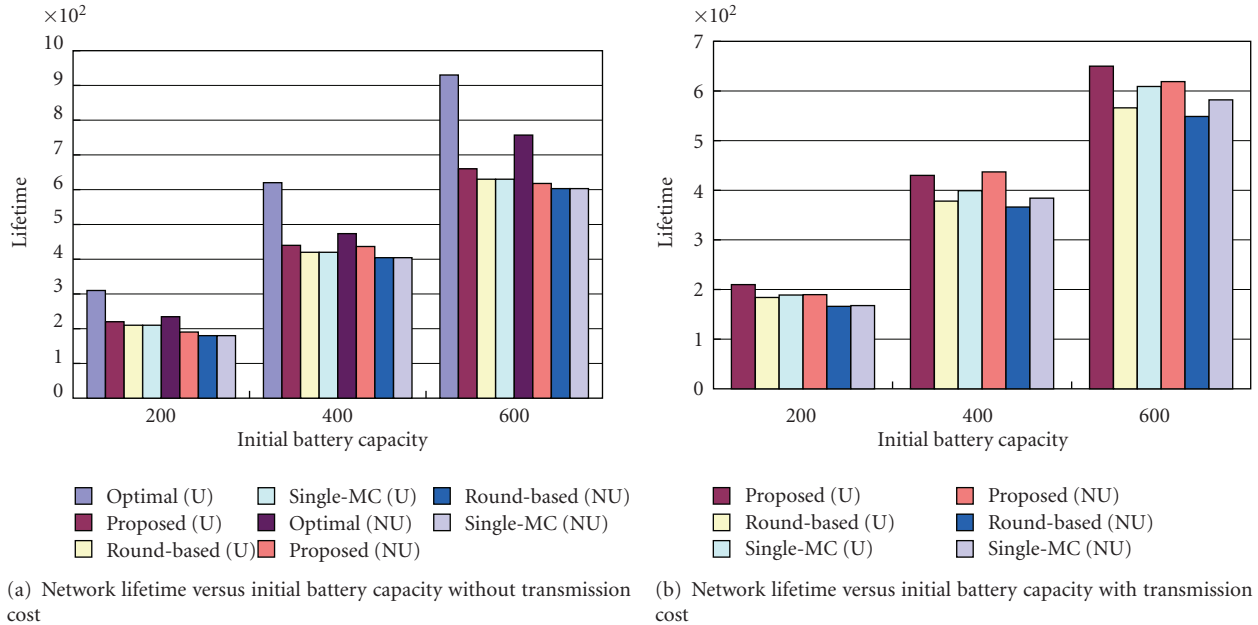 ×10²
10
9
8
7
6
5
4
3
2
1
0
Lifetime
200 400 600
Initial battery capacity
Optimal (U) Single-MC (U) Round-based (NU)
Proposed (U) Optimal (NU) Single-MC (NU)
Round-based (U) Proposed (NU)
(a) Network lifetime versus initial battery capacity without transmission
cost
×10²
7
6
5
4
3
2
1
0
Lifetime
200 400 600
Initial battery capacity
Proposed (U) Proposed (NU)
Round-based (U) Round-based (NU)
Single-MC (U) Single-MC (NU)
(b) Network lifetime versus initial battery capacity with transmission
cost